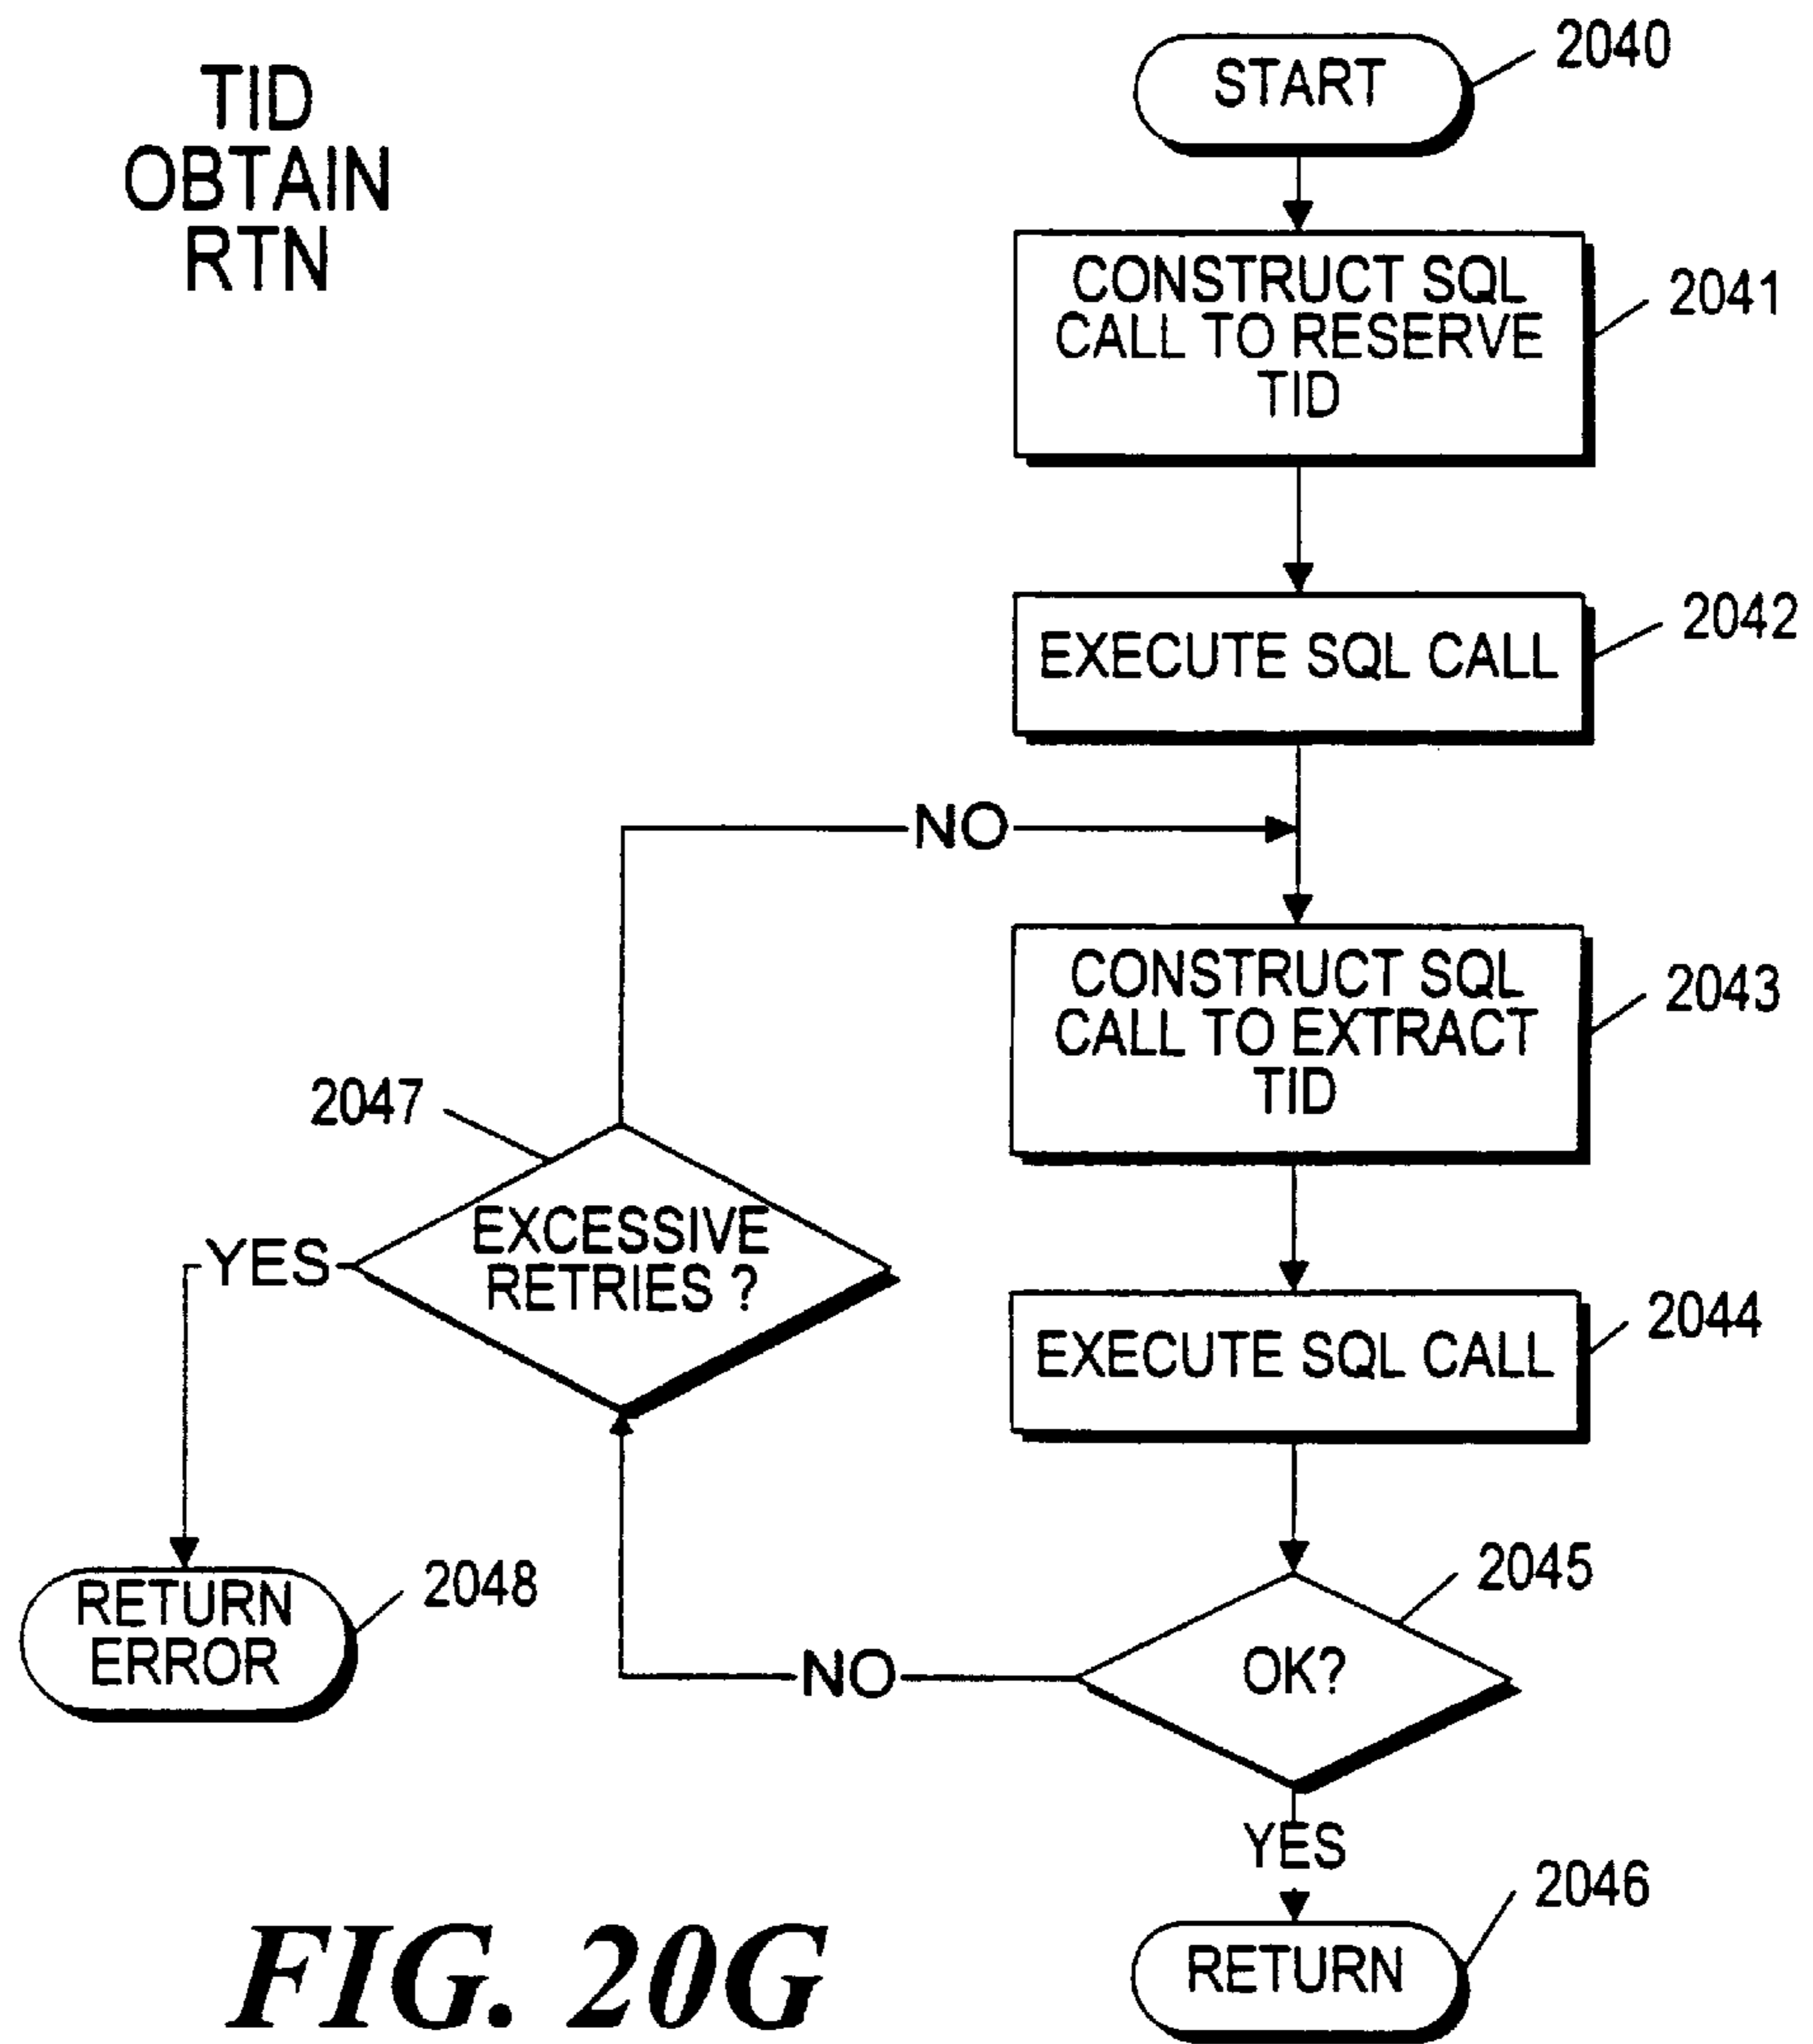 TID
OBTAIN
RTN
START
2040
CONSTRUCT SQL
CALL TO RESERVE
TID
2041
EXECUTE SQL CALL
2042
NO
CONSTRUCT SQL
CALL TO EXTRACT
TID
2043
2047
EXCESSIVE
RETRIES ?
YES
EXECUTE SQL CALL
2044
RETURN
ERROR
2048
NO
OK?
2045
YES
RETURN
2046
FIG. 20G